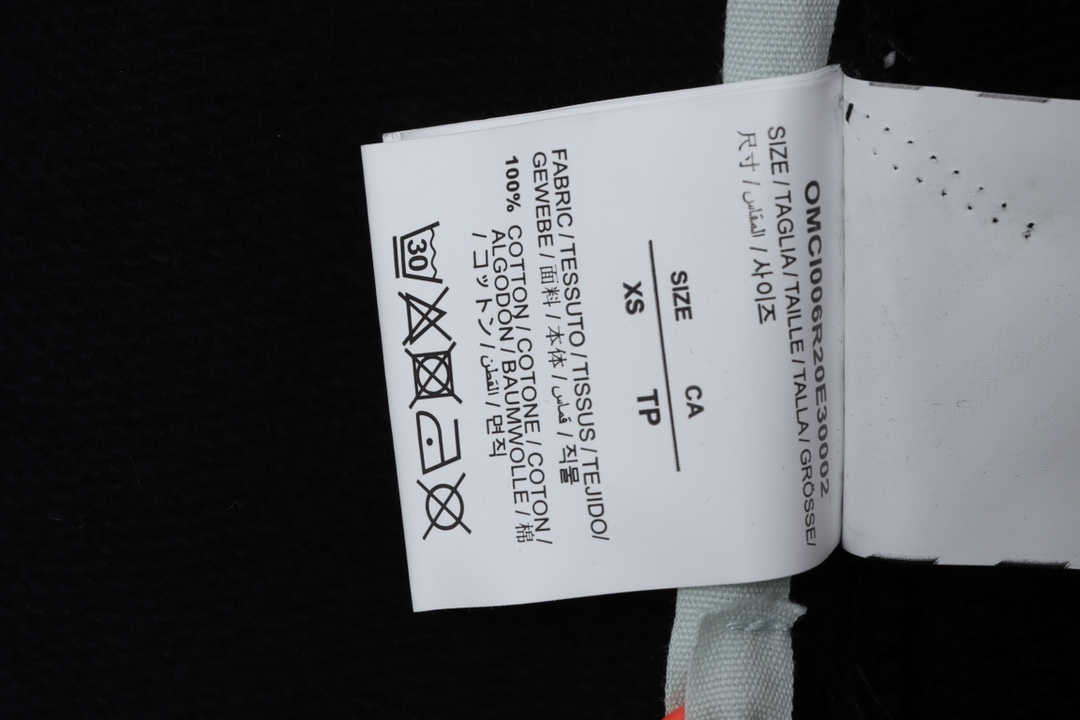 OMCI006R20E30002
SIZE / TAGLIA / TAILLE / TALLA / GRÖSSE/
尺寸 / المقاس / 사이즈
SIZE CA
XS TP
FABRIC / TESSUTO / TISSUS / TEJIDO/
GEWEBE / 面料 / 本体 / قماش / 직물
100% COTTON / COTONE / COTON /
ALGODÓN / BAUMWOLLE / 棉
/ コットン / القطن / 면직
30